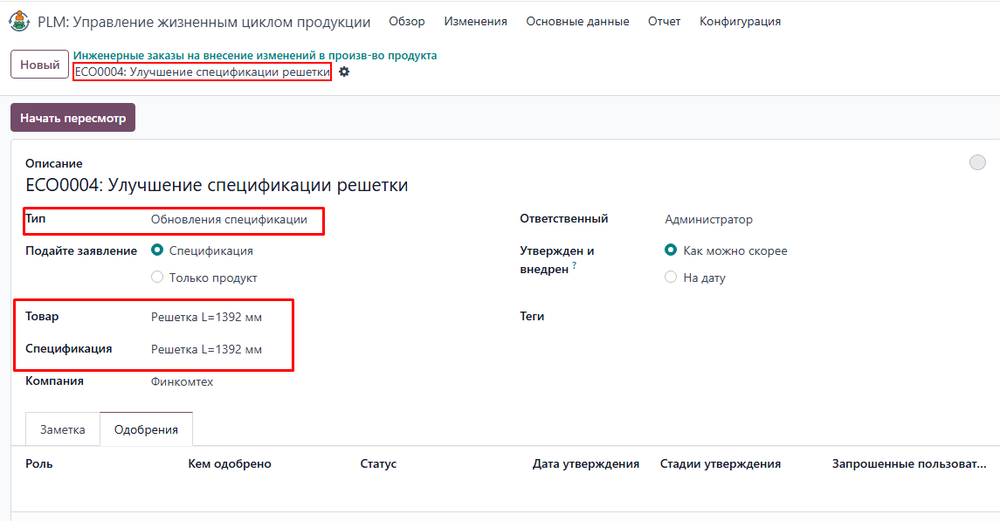 PLM: Управление жизненным циклом продукции Обзор Изменения Основные данные Отчет Конфигурация
Новый
Инженерные заказы на внесение изменений в произв-во продукта
ECO0004: Улучшение спецификации решетки
Начать пересмотр
Описание
ECO0004: Улучшение спецификации решетки
Тип Обновления спецификации
Ответственный Администратор
Подайте заявление Спецификация
Только продукт
Утвержден и
внедрен ? Как можно скорее
На дату
Товар Решетка L=1392 мм
Теги
Спецификация Решетка L=1392 мм
Компания Финкомтех
Заметка Одобрения
Роль Кем одобрено Статус Дата утверждения Стадии утверждения Запрошенные пользоват...